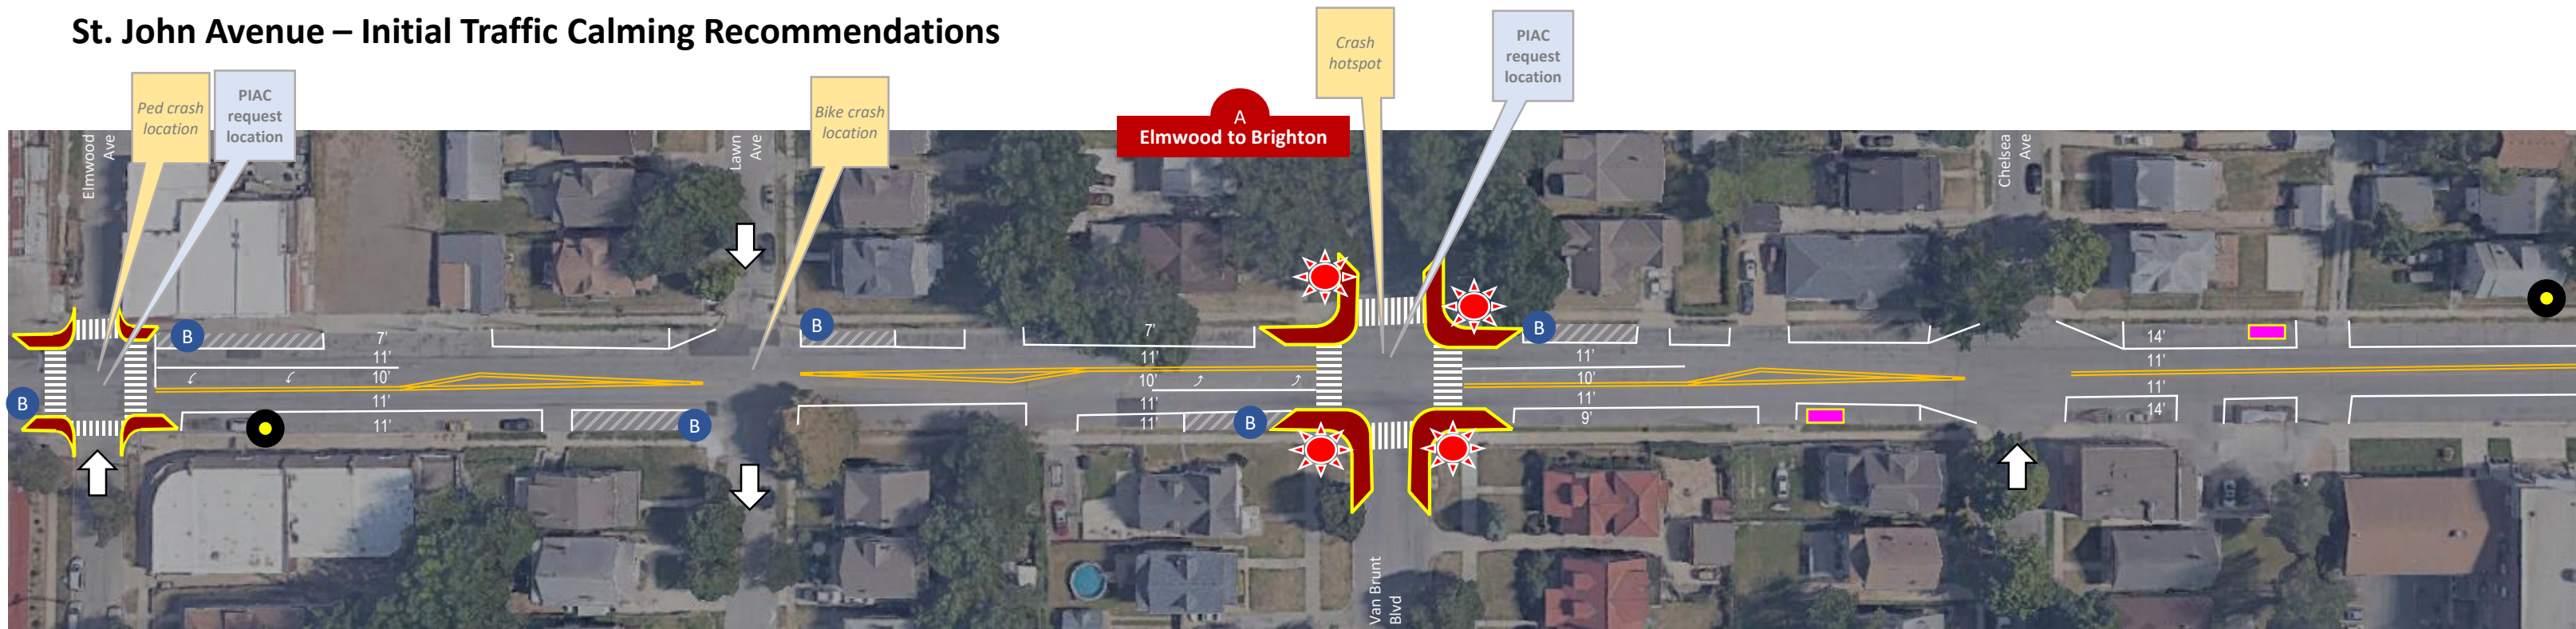 St. John Avenue – Initial Traffic Calming Recommendations
Ped crash
location
PIAC
request
location
Bike crash
location
A
Elmwood to Brighton
Crash
hotspot
PIAC
request
location
Elmwood
Ave
Lawn
Ave
Chelsea
Ave
Van Brunt
Blvd
B
7'
11'
10'
11'
11'
B
B
B
7'
11'
10'
11'
11'
B
B
11'
10'
11'
9'
14'
11'
11'
14'